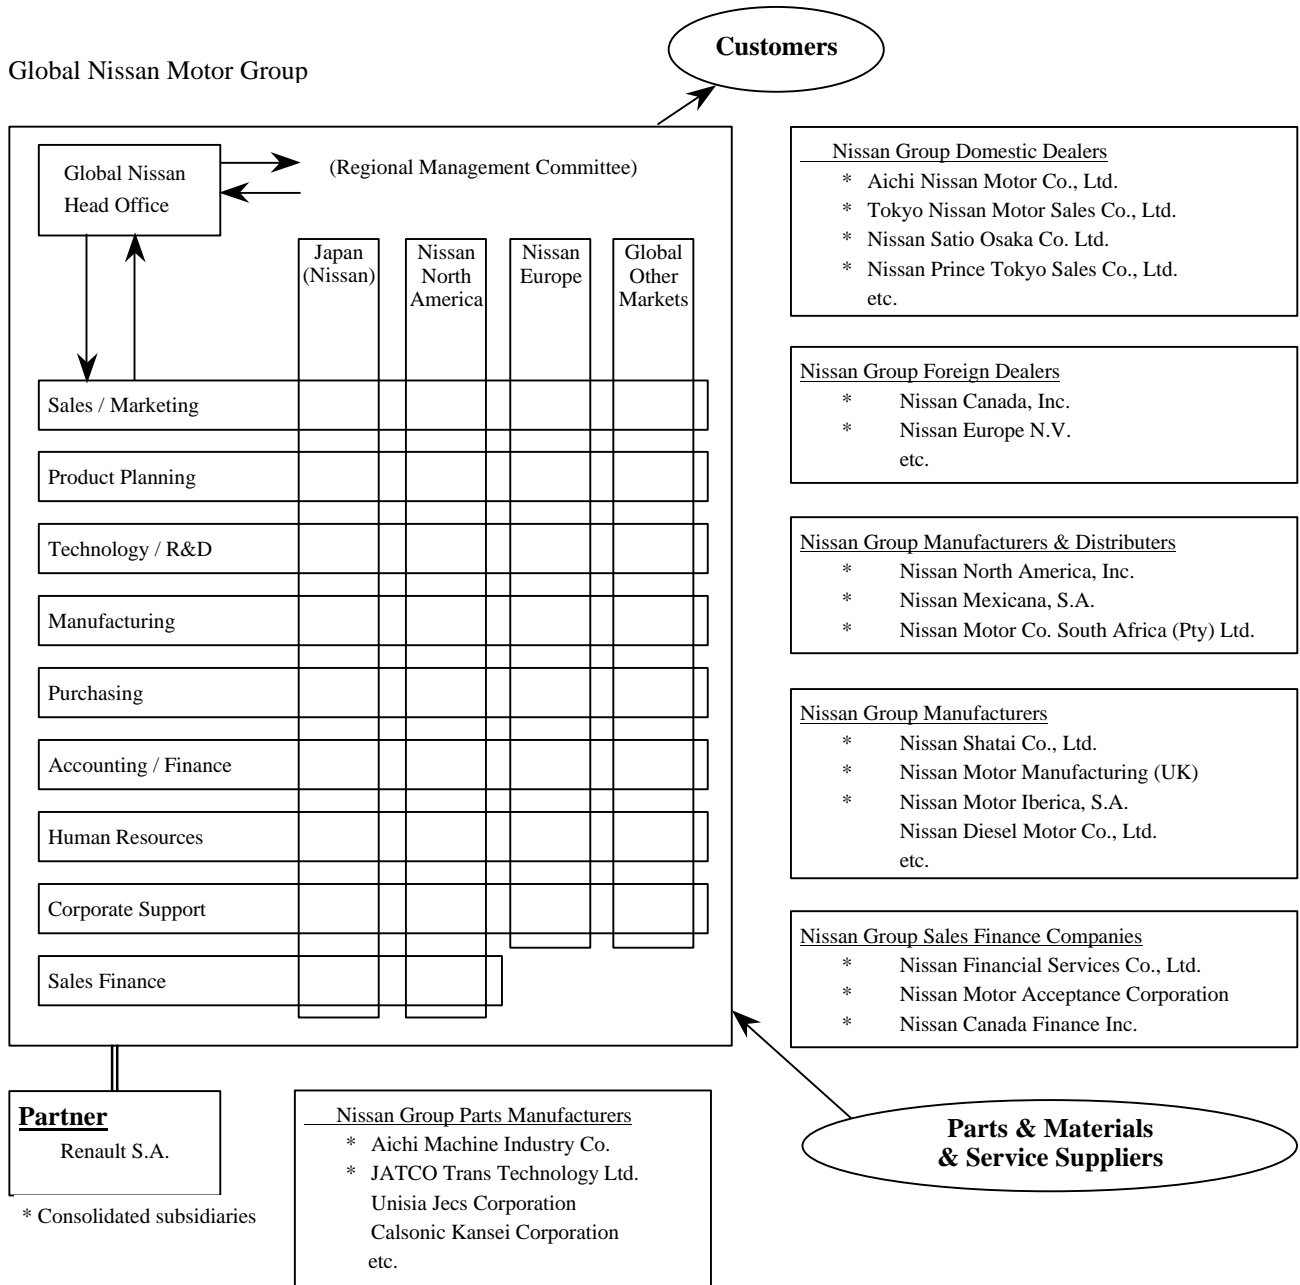 Customers
Global Nissan Motor Group
Global Nissan
Head Office
(Regional Management Committee)
Japan
(Nissan)
Nissan
North
America
Nissan
Europe
Global
Other
Markets
Sales / Marketing
Product Planning
Technology / R&D
Manufacturing
Purchasing
Accounting / Finance
Human Resources
Corporate Support
Sales Finance
Nissan Group Domestic Dealers
* Aichi Nissan Motor Co., Ltd.
* Tokyo Nissan Motor Sales Co., Ltd.
* Nissan Satio Osaka Co. Ltd.
* Nissan Prince Tokyo Sales Co., Ltd.
etc.
Nissan Group Foreign Dealers
* Nissan Canada, Inc.
* Nissan Europe N.V.
etc.
Nissan Group Manufacturers & Distributers
* Nissan North America, Inc.
* Nissan Mexicana, S.A.
* Nissan Motor Co. South Africa (Pty) Ltd.
Nissan Group Manufacturers
* Nissan Shatai Co., Ltd.
* Nissan Motor Manufacturing (UK)
* Nissan Motor Iberica, S.A.
Nissan Diesel Motor Co., Ltd.
etc.
Nissan Group Sales Finance Companies
* Nissan Financial Services Co., Ltd.
* Nissan Motor Acceptance Corporation
* Nissan Canada Finance Inc.
Partner
Renault S.A.
* Consolidated subsidiaries
Nissan Group Parts Manufacturers
* Aichi Machine Industry Co.
* JATCO Trans Technology Ltd.
Unisia Jecs Corporation
Calsonic Kansei Corporation
etc.
Parts & Materials
& Service Suppliers